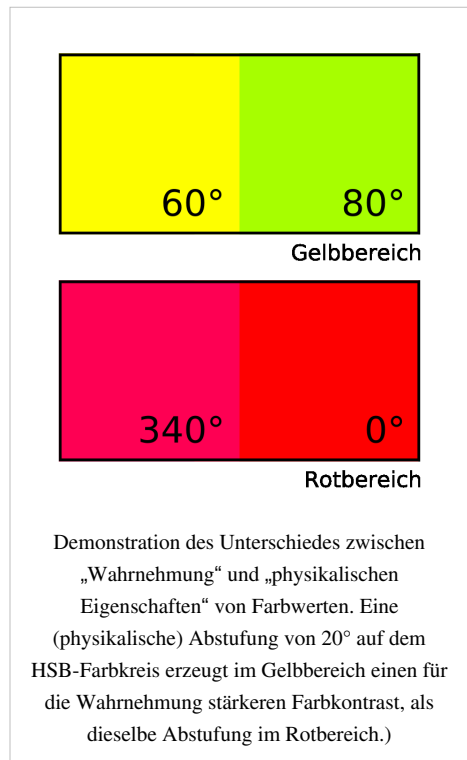 60° 80°
Gelbbereich
340° 0°
Rotbereich
Demonstration des Unterschiedes zwischen
„Wahrnehmung“ und „physikalischen
Eigenschaften“ von Farbwerten. Eine
(physikalische) Abstufung von 20° auf dem
HSB-Farbkreis erzeugt im Gelbbereich einen für
die Wahrnehmung stärkeren Farbkontrast, als
dieselbe Abstufung im Rotbereich.)